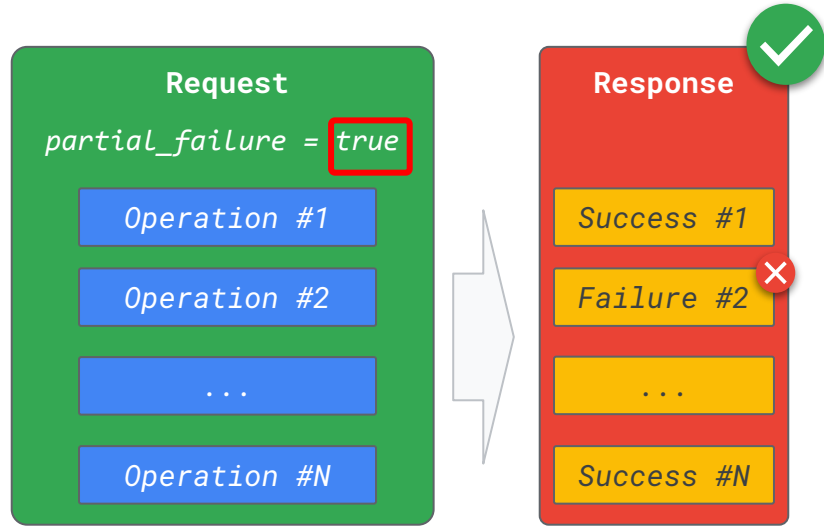 Request
partial_failure = true
Operation #1
Operation #2
...
Operation #N
Response
Success #1
Failure #2
...
Success #N